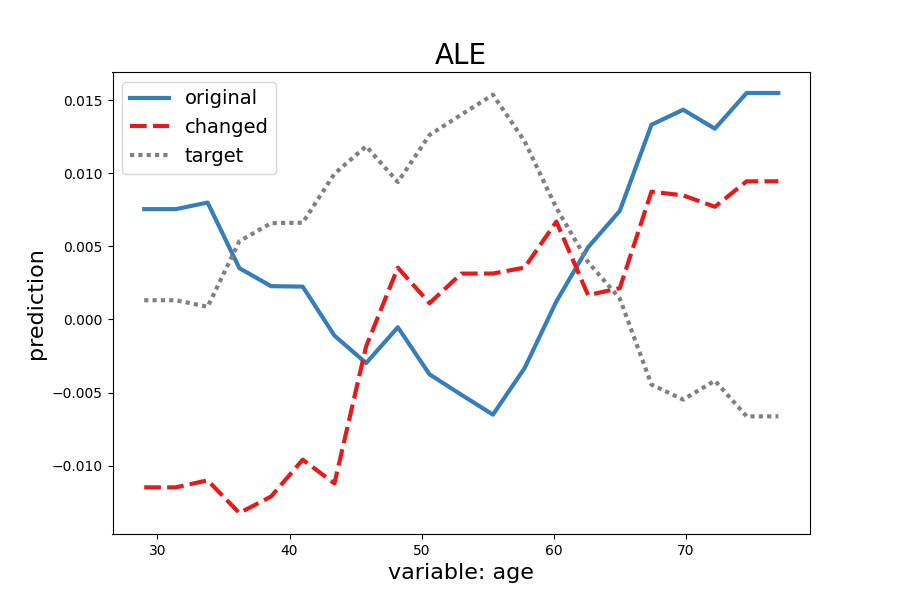 ALE
original
changed
target
0.015
0.010
0.005
0.000
−0.005
−0.010
prediction
30 40 50 60 70
variable: age